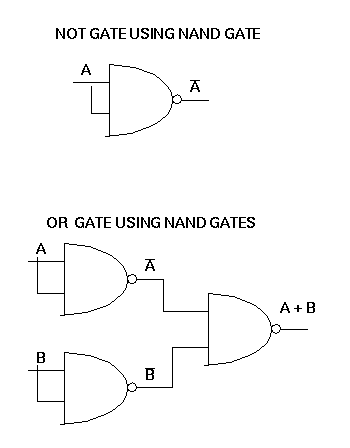 NOT GATE USING NAND GATE
A
A̅
OR GATE USING NAND GATES
A
A̅
A + B
B
B̅